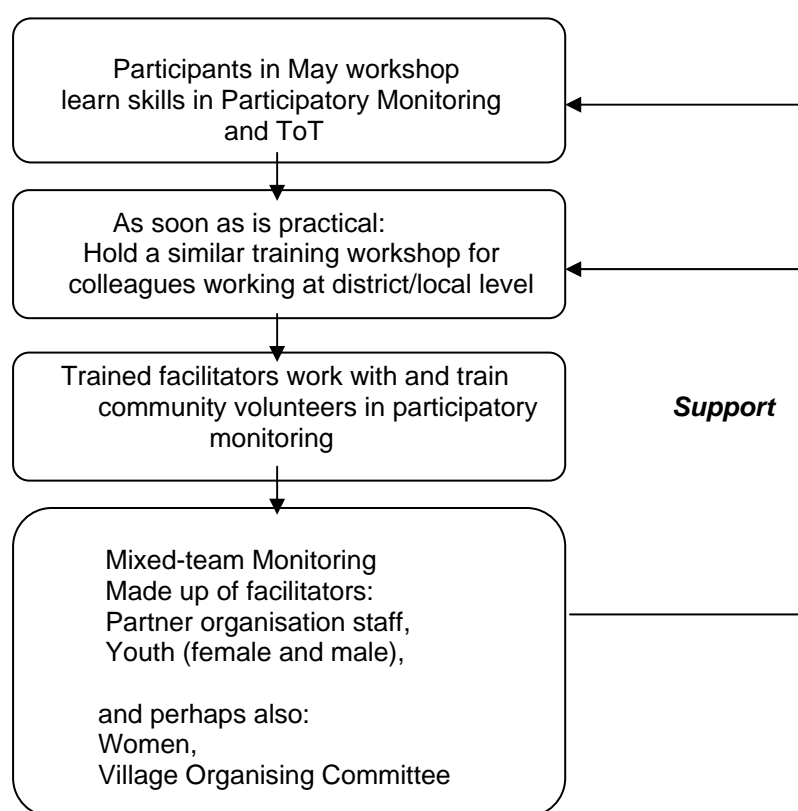 Participants in May workshop
learn skills in Participatory Monitoring
and ToT
As soon as is practical:
Hold a similar training workshop for
colleagues working at district/local level
Trained facilitators work with and train
community volunteers in participatory
monitoring
Support
Mixed-team Monitoring
Made up of facilitators:
Partner organisation staff,
Youth (female and male),
and perhaps also:
Women,
Village Organising Committee